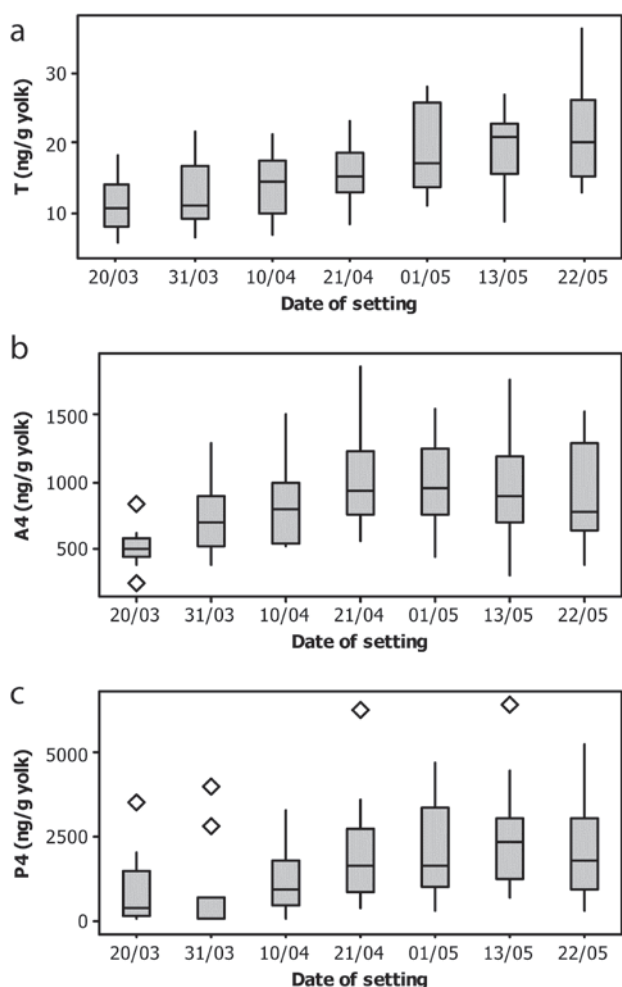 a
T (ng/g yolk)
30
20
10
20/03 31/03 10/04 21/04 01/05 13/05 22/05
Date of setting
b
A4 (ng/g yolk)
1500
1000
500
20/03 31/03 10/04 21/04 01/05 13/05 22/05
Date of setting
c
P4 (ng/g yolk)
5000
2500
0
20/03 31/03 10/04 21/04 01/05 13/05 22/05
Date of setting